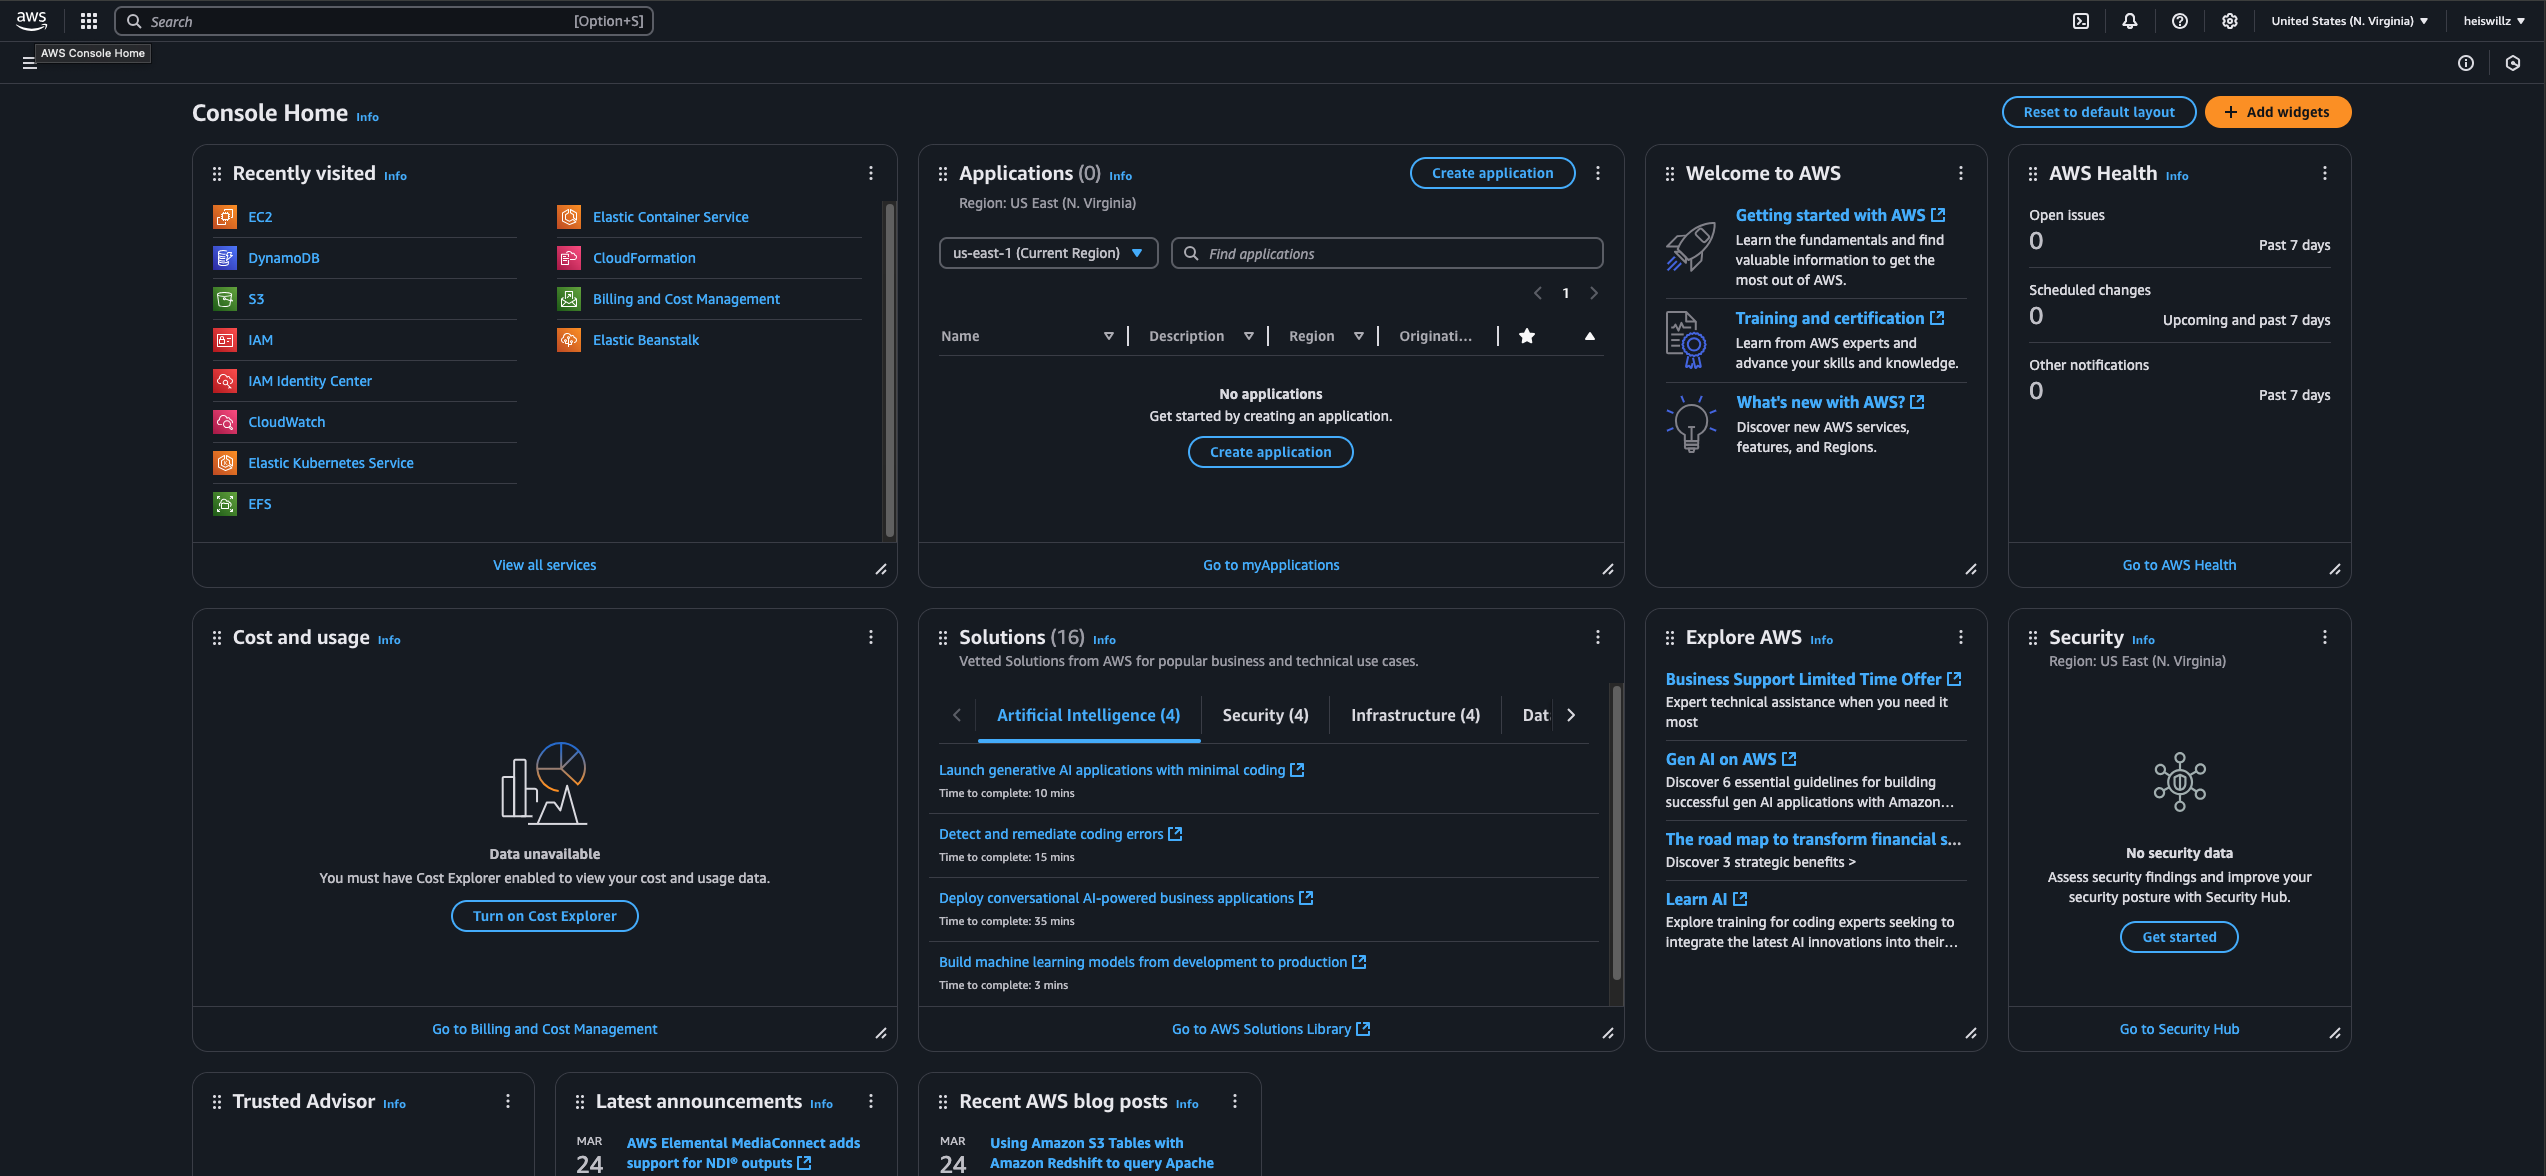 aws
Search
[Option+S]
United States (N. Virginia)
heiswillz
AWS Console Home
Console Home Info
Reset to default layout
Add widgets
Recently visited Info
EC2
DynamoDB
S3
IAM
IAM Identity Center
CloudWatch
Elastic Kubernetes Service
EFS
Elastic Container Service
CloudFormation
Billing and Cost Management
Elastic Beanstalk
View all services
Applications (0) Info
Region: US East (N. Virginia)
Create application
us-east-1 (Current Region)
Find applications
1
Name
Description
Region
Originati...
No applications
Get started by creating an application.
Create application
Go to myApplications
Welcome to AWS
Getting started with AWS
Learn the fundamentals and find
valuable information to get the
most out of AWS.
Training and certification
Learn from AWS experts and
advance your skills and knowledge.
What's new with AWS?
Discover new AWS services,
features, and Regions.
AWS Health Info
Open issues
0
Past 7 days
Scheduled changes
0
Upcoming and past 7 days
Other notifications
0
Past 7 days
Go to AWS Health
Cost and usage Info
Data unavailable
You must have Cost Explorer enabled to view your cost and usage data.
Turn on Cost Explorer
Go to Billing and Cost Management
Solutions (16) Info
Vetted Solutions from AWS for popular business and technical use cases.
Artificial Intelligence (4)
Security (4)
Infrastructure (4)
Dat
Launch generative AI applications with minimal coding
Time to complete: 10 mins
Detect and remediate coding errors
Time to complete: 15 mins
Deploy conversational AI-powered business applications
Time to complete: 35 mins
Build machine learning models from development to production
Time to complete: 3 mins
Go to AWS Solutions Library
Explore AWS Info
Business Support Limited Time Offer
Expert technical assistance when you need it
most
Gen AI on AWS
Discover 6 essential guidelines for building
successful gen AI applications with Amazon...
The road map to transform financial s...
Discover 3 strategic benefits >
Learn AI
Explore training for coding experts seeking to
integrate the latest AI innovations into their...
Security Info
Region: US East (N. Virginia)
No security data
Assess security findings and improve your
security posture with Security Hub.
Get started
Go to Security Hub
Trusted Advisor Info
Latest announcements Info
MAR
24
AWS Elemental MediaConnect adds
support for NDI® outputs
Recent AWS blog posts Info
MAR
24
Using Amazon S3 Tables with
Amazon Redshift to query Apache